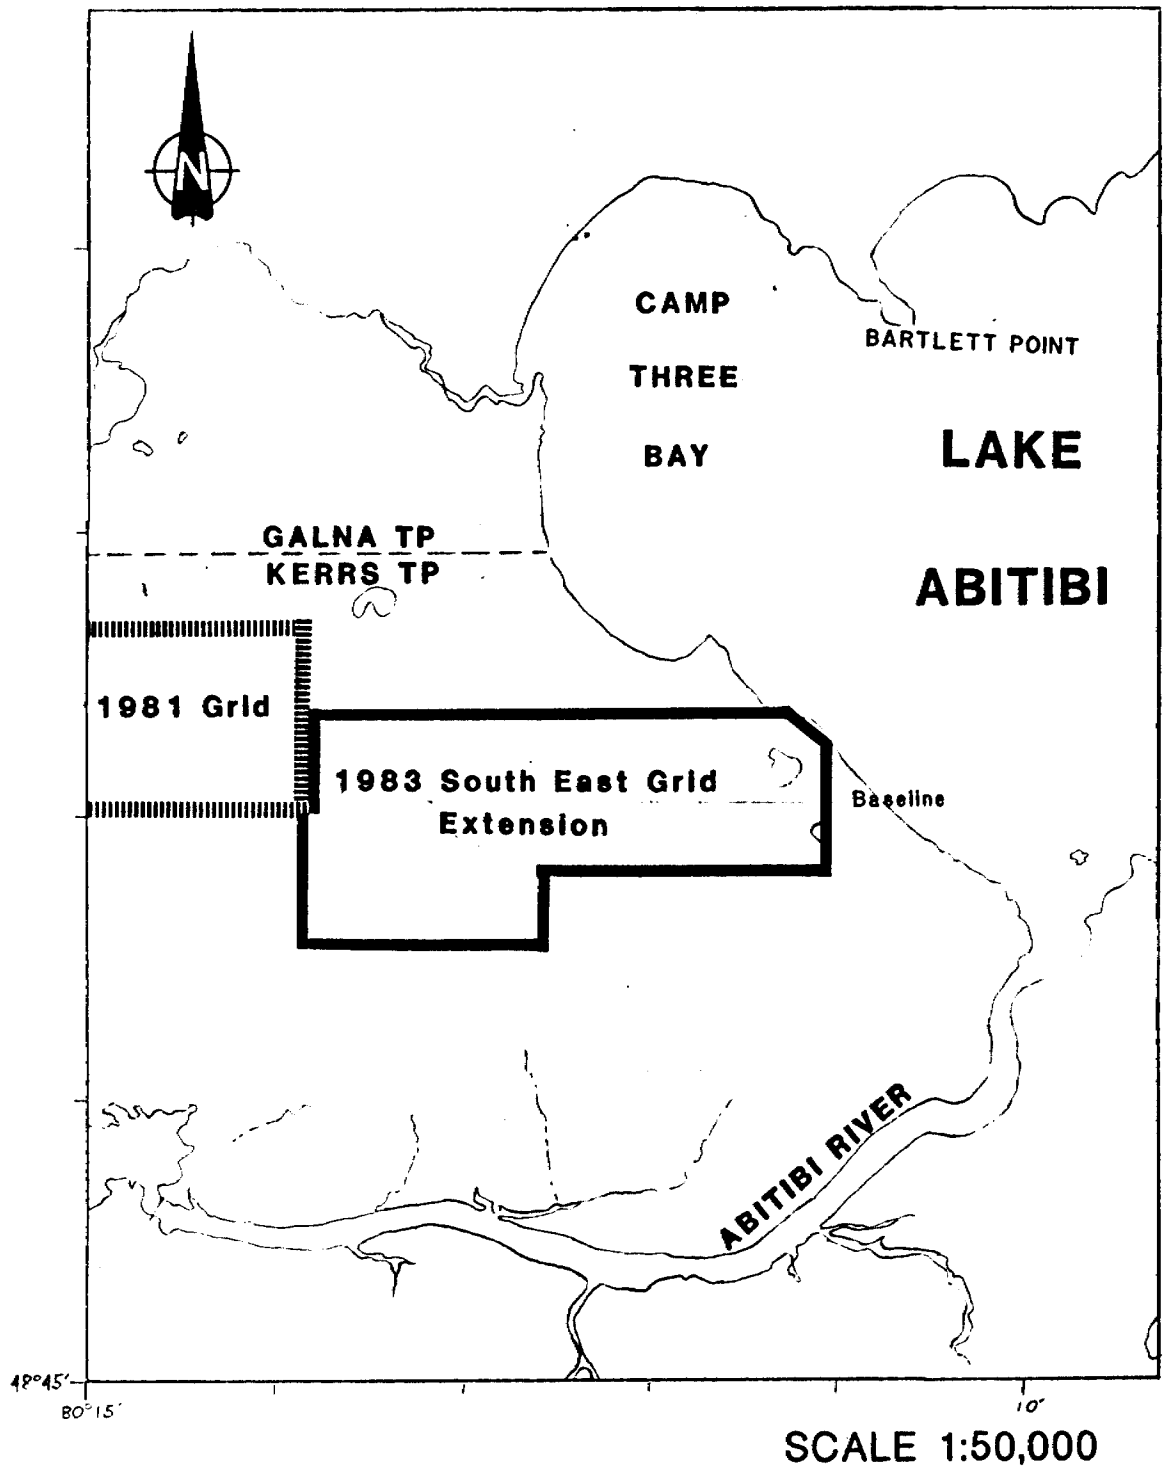 N
CAMP
THREE
BAY
BARTLETT POINT
LAKE
ABITIBI
GALNA TP
KERRS TP
1981 Grid
1983 South East Grid
Extension
Baseline
ABITIBI RIVER
48°45'
80°15'
10'
SCALE 1:50,000